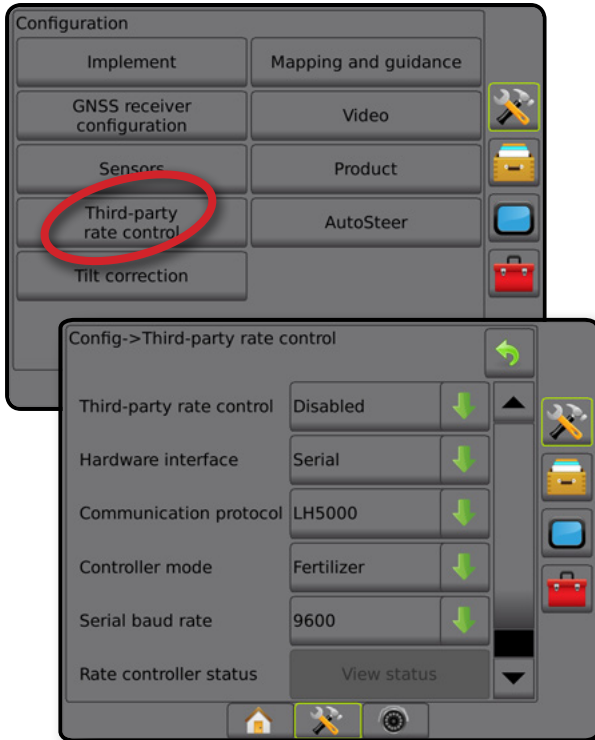 Configuration
Implement
Mapping and guidance
GNSS receiver
configuration
Video
Sensors
Product
Third-party
rate control
AutoSteer
Tilt correction
Config->Third-party rate control
Third-party rate control
Disabled
Hardware interface
Serial
Communication protocol
LH5000
Controller mode
Fertilizer
Serial baud rate
9600
Rate controller status
View status